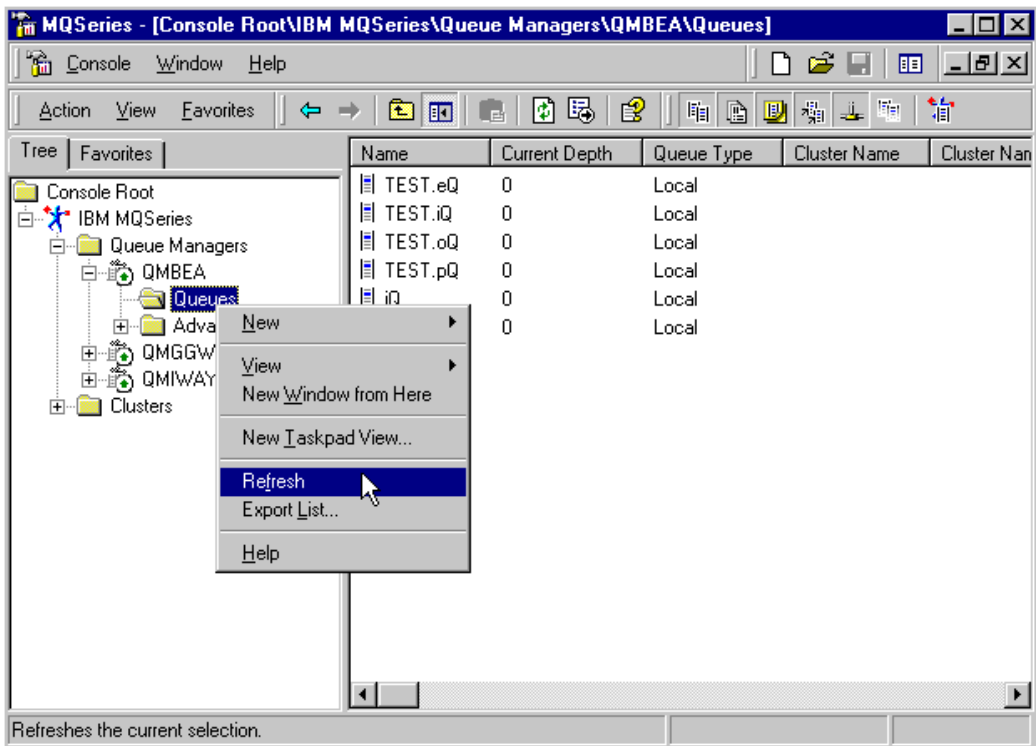 MQSeries - [Console Root\IBM MQSeries\Queue Managers\QMBEA\Queues]
Console Window Help
Action View Favorites
Tree Favorites
Name Current Depth Queue Type Cluster Name Cluster Nan
Console Root
IBM MQSeries
Queue Managers
QMBEA
Queues
Adva
QMGGW
QMIWAY
Clusters
TEST.eQ 0 Local
TEST.iQ 0 Local
TEST.oQ 0 Local
TEST.pQ 0 Local
iQ 0 Local
0 Local
New
View
New Window from Here
New Taskpad View...
Refresh
Export List...
Help
Refreshes the current selection.